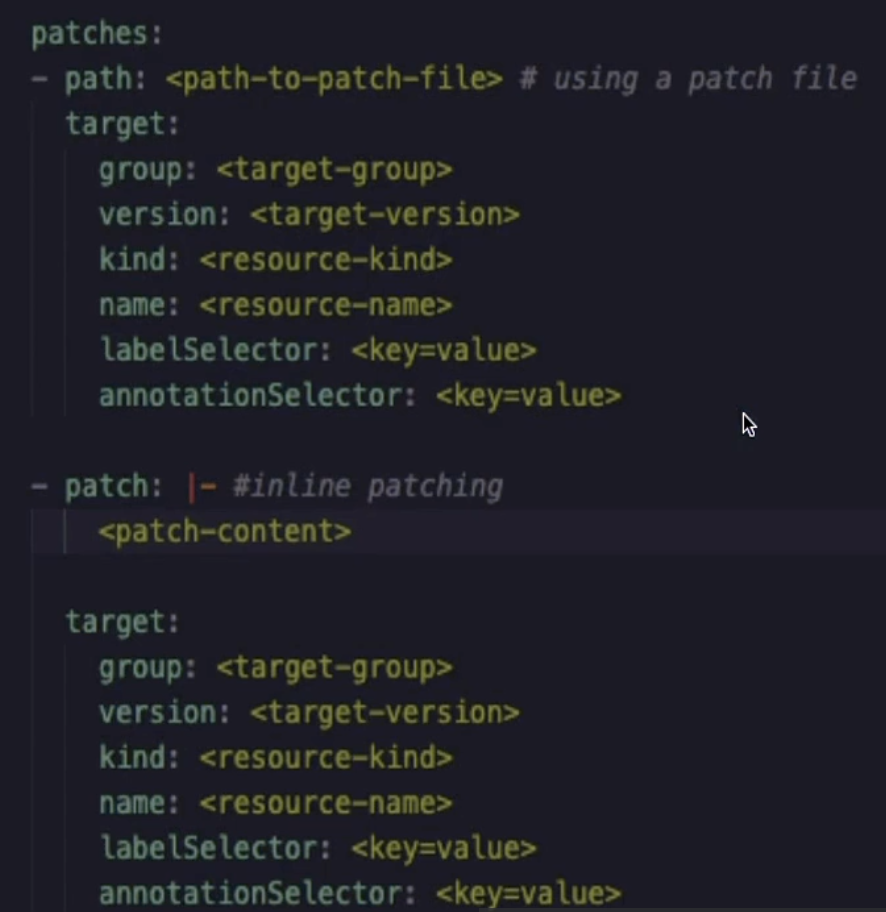 patches:
- path: <path-to-patch-file> # using a patch file
  target:
    group: <target-group>
    version: <target-version>
    kind: <resource-kind>
    name: <resource-name>
    labelSelector: <key=value>
    annotationSelector: <key=value>
- patch: |- #inline patching
    <patch-content>
  target:
    group: <target-group>
    version: <target-version>
    kind: <resource-kind>
    name: <resource-name>
    labelSelector: <key=value>
    annotationSelector: <key=value>